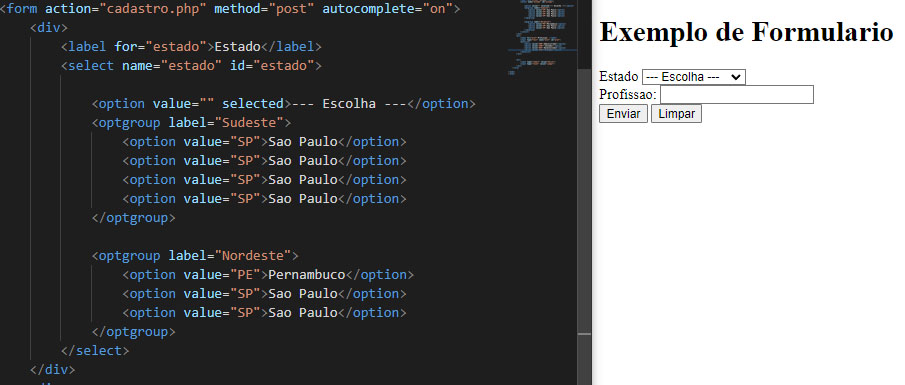 <form action="cadastro.php" method="post" autocomplete="on">
<div>
<label for="estado">Estado</label>
<select name="estado" id="estado">
<option value="" selected>--- Escolha ---</option>
<optgroup label="Sudeste">
<option value="SP">Sao Paulo</option>
<option value="SP">Sao Paulo</option>
<option value="SP">Sao Paulo</option>
<option value="SP">Sao Paulo</option>
</optgroup>
<optgroup label="Nordeste">
<option value="PE">Pernambuco</option>
<option value="SP">Sao Paulo</option>
<option value="SP">Sao Paulo</option>
</optgroup>
</select>
</div>
Exemplo de Formulario
Estado --- Escolha ---
Profissao:
Enviar Limpar